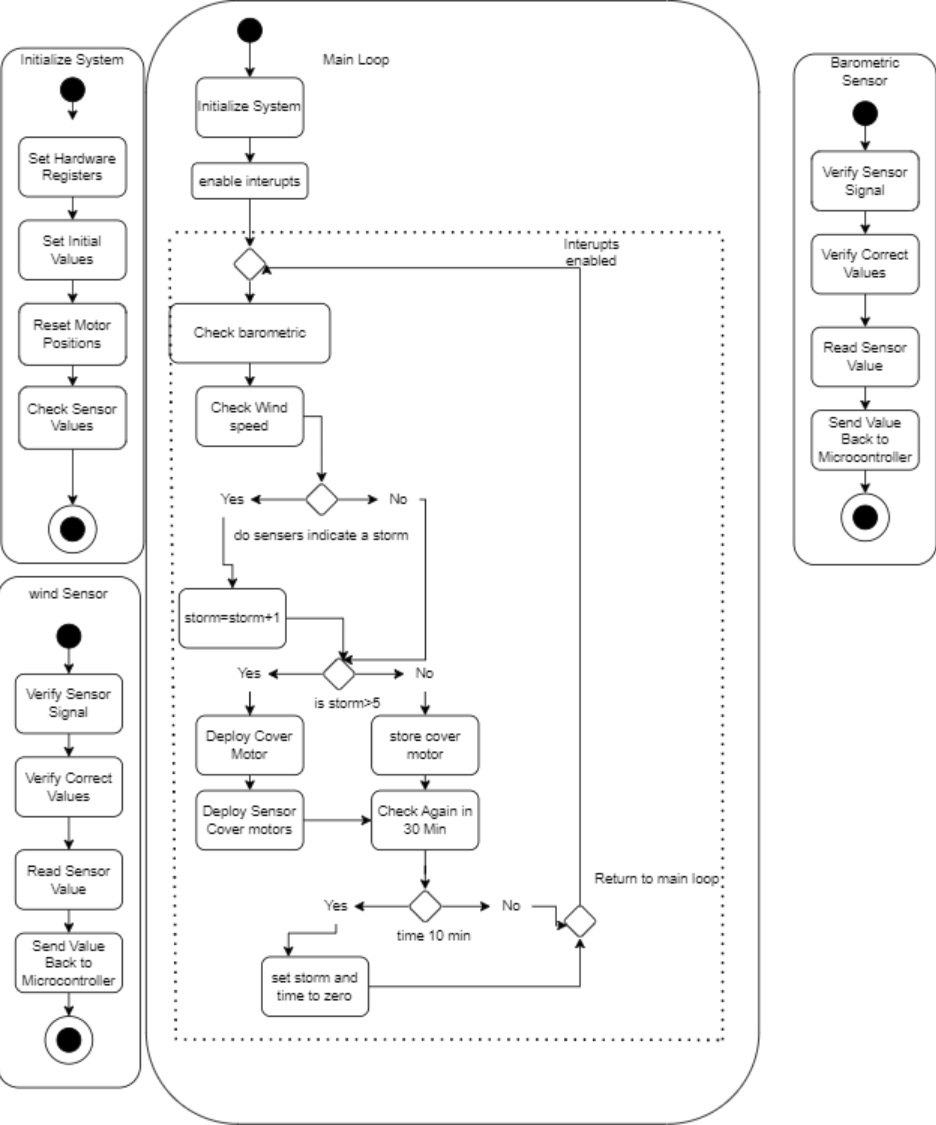 Initialize System
Set Hardware
Registers
Set Initial
Values
Reset Motor
Positions
Check Sensor
Values
wind Sensor
Verify Sensor
Signal
Verify Correct
Values
Read Sensor
Value
Send Value
Back to
Microcontroller
Main Loop
Initialize System
enable interupts
Interupts
enabled
Check barometric
Check Wind
speed
Yes
No
do sensers indicate a storm
storm=storm+1
Yes
No
is storm>5
Deploy Cover
Motor
store cover
motor
Deploy Sensor
Cover motors
Check Again in
30 Min
Return to main loop
Yes
No
time 10 min
set storm and
time to zero
Barometric
Sensor
Verify Sensor
Signal
Verify Correct
Values
Read Sensor
Value
Send Value
Back to
Microcontroller